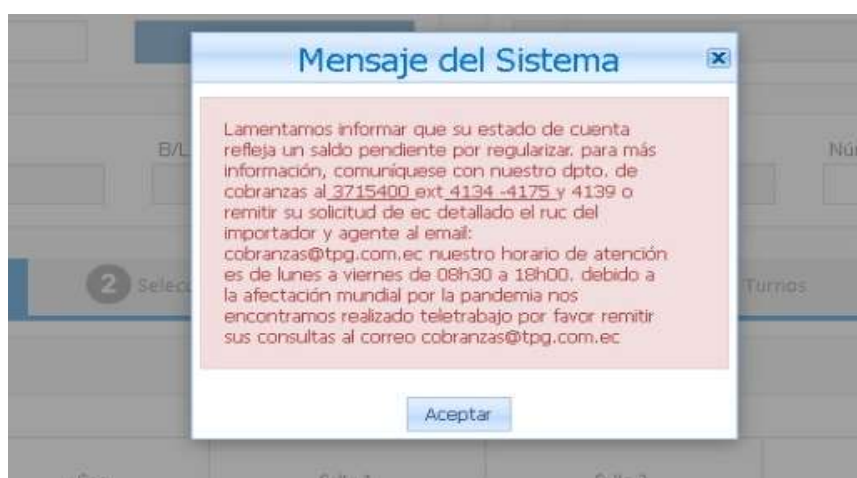 Mensaje del Sistema
Lamentamos informar que su estado de cuenta
refleja un saldo pendiente por regularizar. para más
información, comuníquese con nuestro dpto. de
cobranzas al 3715400 ext 4134 -4175 y 4139 o
remitir su solicitud de ec detallado el ruc del
importador y agente al email:
cobranzas@tpg.com.ec nuestro horario de atención
es de lunes a viernes de 08h30 a 18h00. debido a
la afectación mundial por la pandemia nos
encontramos realizado teletrabajo por favor remitir
sus consultas al correo cobranzas@tpg.com.ec
Aceptar
B/L
Nú
2 Selec
Turnos